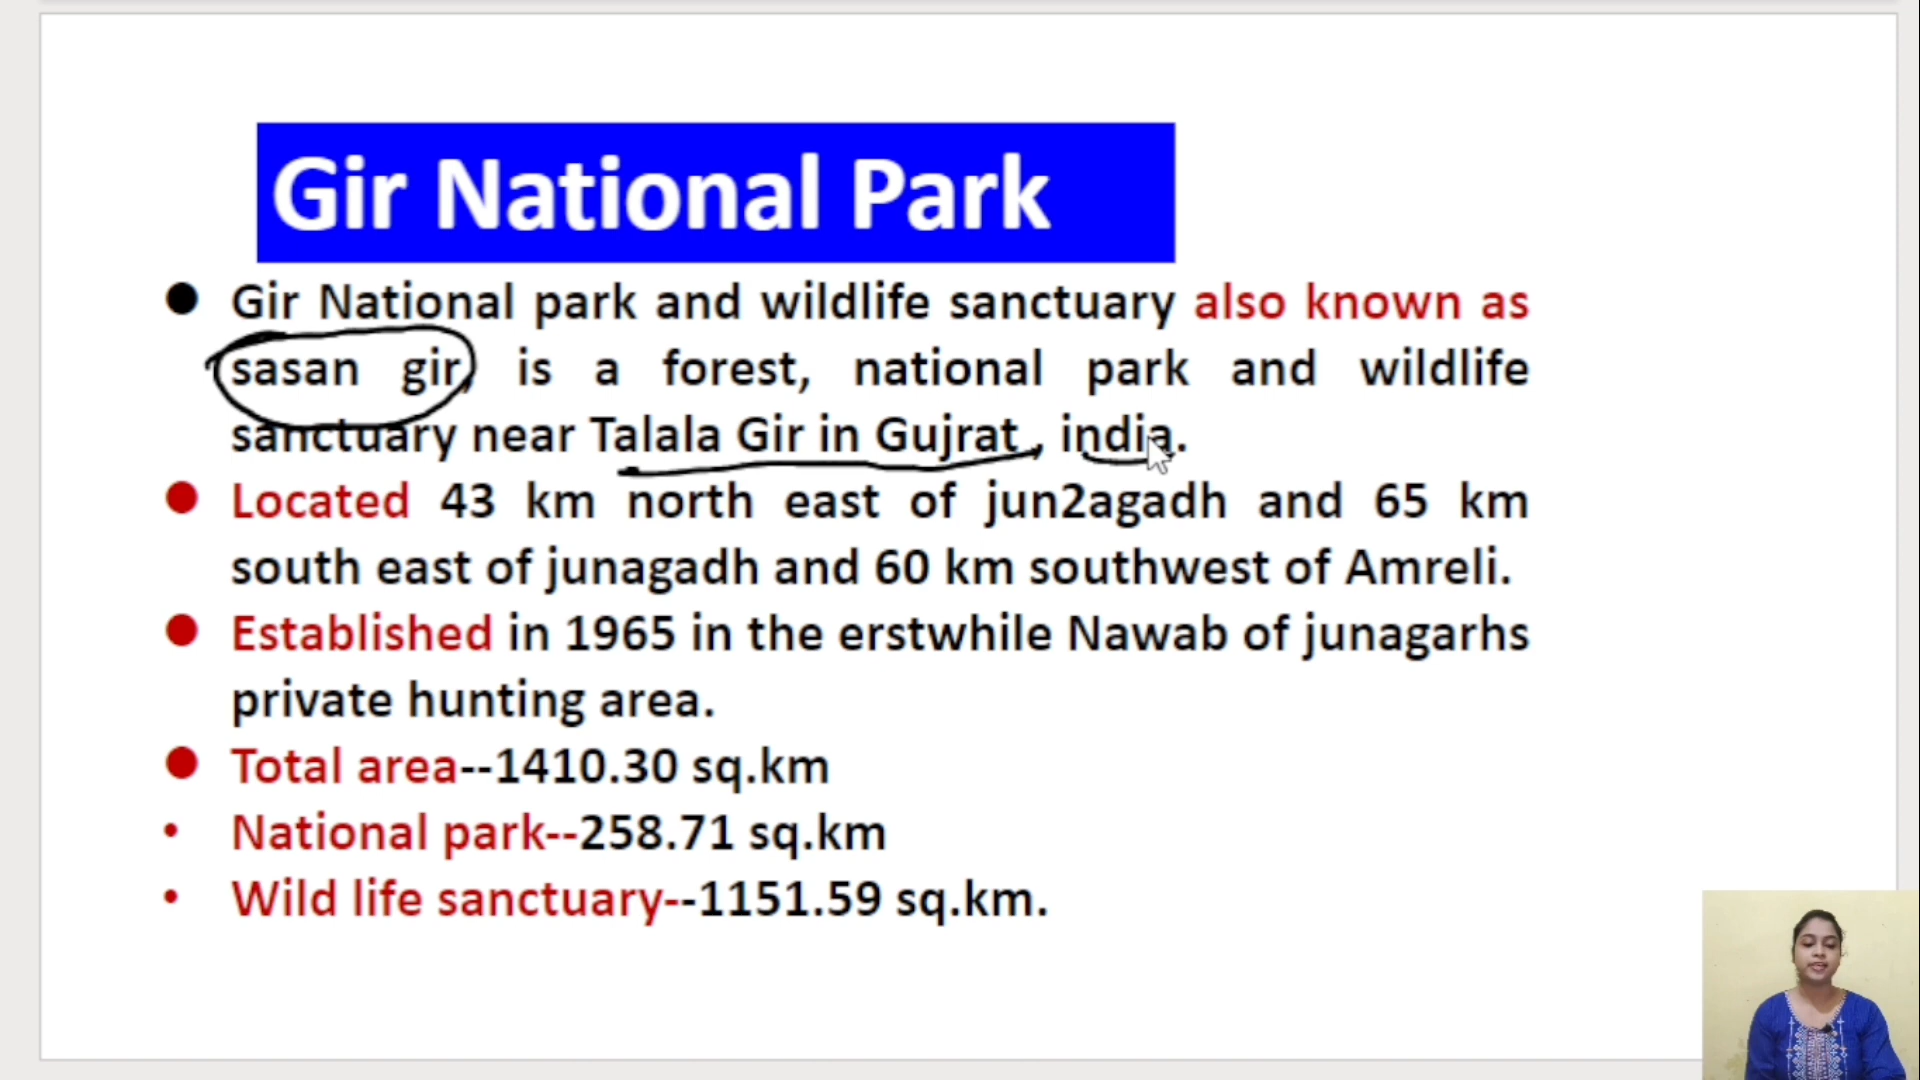 Gir National Park
Gir National park and wildlife sanctuary also known as
sasan gir, is a forest, national park and wildlife
sanctuary near Talala Gir in Gujrat , india.
Located 43 km north east of jun2agadh and 65 km
south east of junagadh and 60 km southwest of Amreli.
Established in 1965 in the erstwhile Nawab of junagarhs
private hunting area.
Total area--1410.30 sq.km
National park--258.71 sq.km
Wild life sanctuary--1151.59 sq.km.